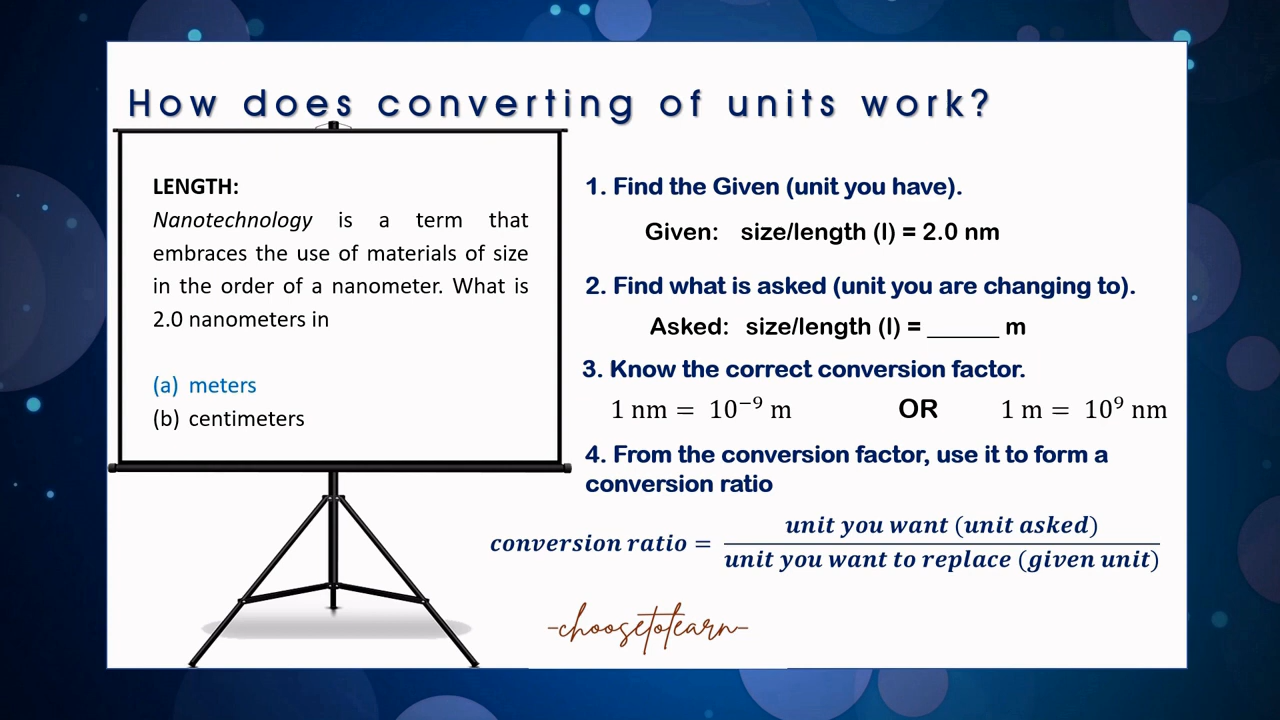 How does converting of units work?
LENGTH:
Nanotechnology is a term that
embraces the use of materials of size
in the order of a nanometer. What is
2.0 nanometers in
(a) meters
(b) centimeters
1. Find the Given (unit you have).
Given: size/length (l) = 2.0 nm
2. Find what is asked (unit you are changing to).
Asked: size/length (l) = ______ m
3. Know the correct conversion factor.
1 nm = 10⁻⁹ m OR 1 m = 10⁹ nm
4. From the conversion factor, use it to form a
conversion ratio
conversion ratio = unit you want (unit asked)
unit you want to replace (given unit)
-choosetolearn-